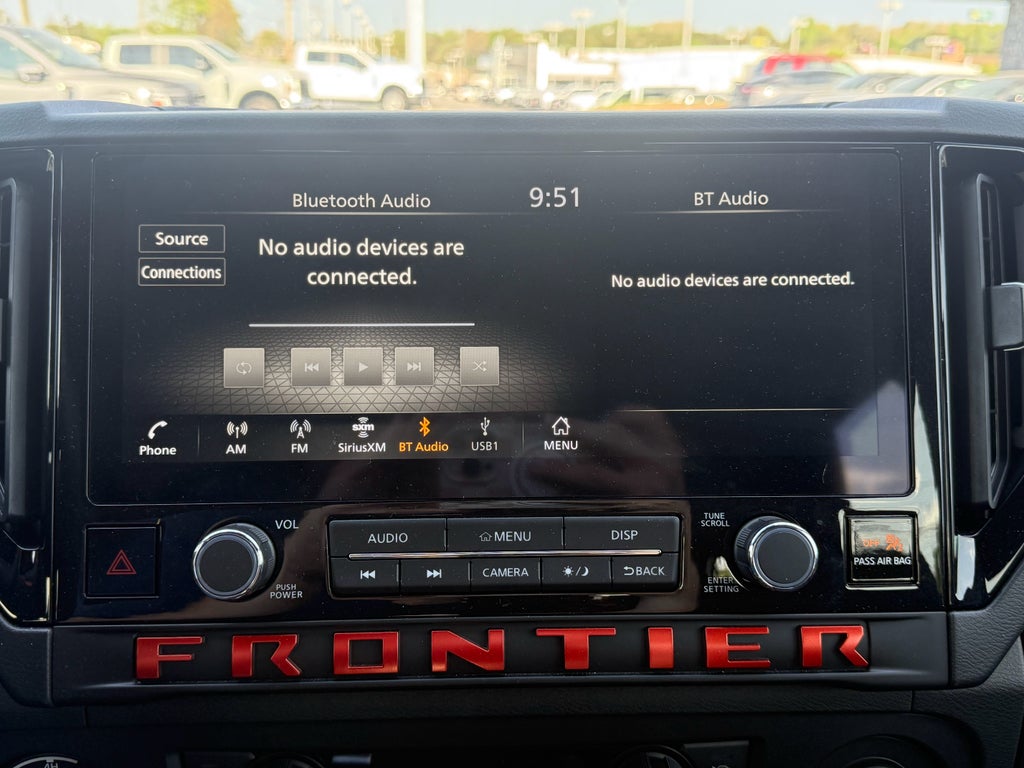 Bluetooth Audio 9:51 BT Audio
Source
Connections
No audio devices are
connected.
No audio devices are connected.
Phone AM FM SiriusXM BT Audio USB1 MENU
sxm
VOL
PUSH
POWER
AUDIO MENU DISP
CAMERA BACK
TUNE
SCROLL
ENTER
SETTING
OFF
PASS AIR BAG
FRONTIER
4H